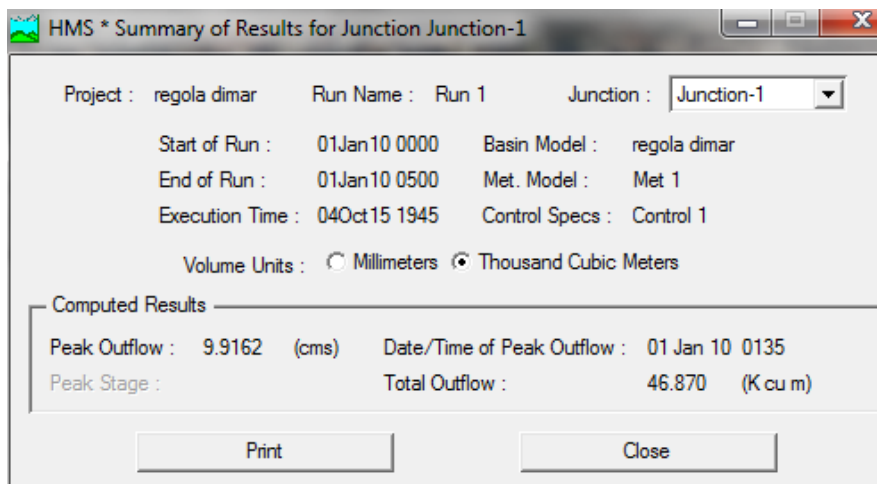 HMS * Summary of Results for Junction Junction-1
Project : regola dimar Run Name : Run 1 Junction : Junction-1
Start of Run : 01Jan10 0000 Basin Model : regola dimar
End of Run : 01Jan10 0500 Met. Model : Met 1
Execution Time : 04Oct15 1945 Control Specs : Control 1
Volume Units : Millimeters Thousand Cubic Meters
Computed Results
Peak Outflow : 9.9162 (cms) Date/Time of Peak Outflow : 01 Jan 10 0135
Peak Stage : Total Outflow : 46.870 (K cu m)
Print Close